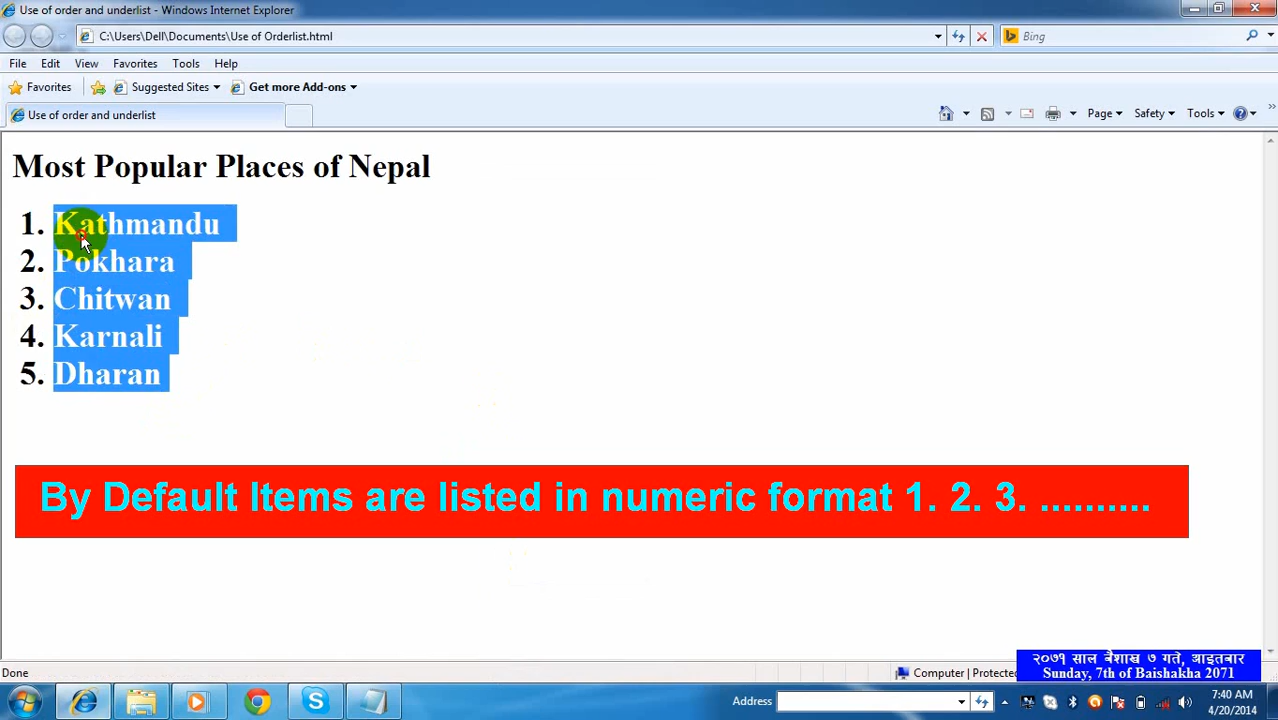 Use of order and underlist - Windows Internet Explorer
C:\Users\Dell\Documents\Use of Orderlist.html
Bing
File Edit View Favorites Tools Help
Favorites Suggested Sites Get more Add-ons
Use of order and underlist
Page Safety Tools
Most Popular Places of Nepal
1. Kathmandu
2. Pokhara
3. Chitwan
4. Karnali
5. Dharan
By Default Items are listed in numeric format 1. 2. 3. ..........
Done
Computer | Protected
२०७१ साल बैशाख ७ गते, आइतबार
Sunday, 7th of Baishakha 2071
Address
7:40 AM
4/20/2014